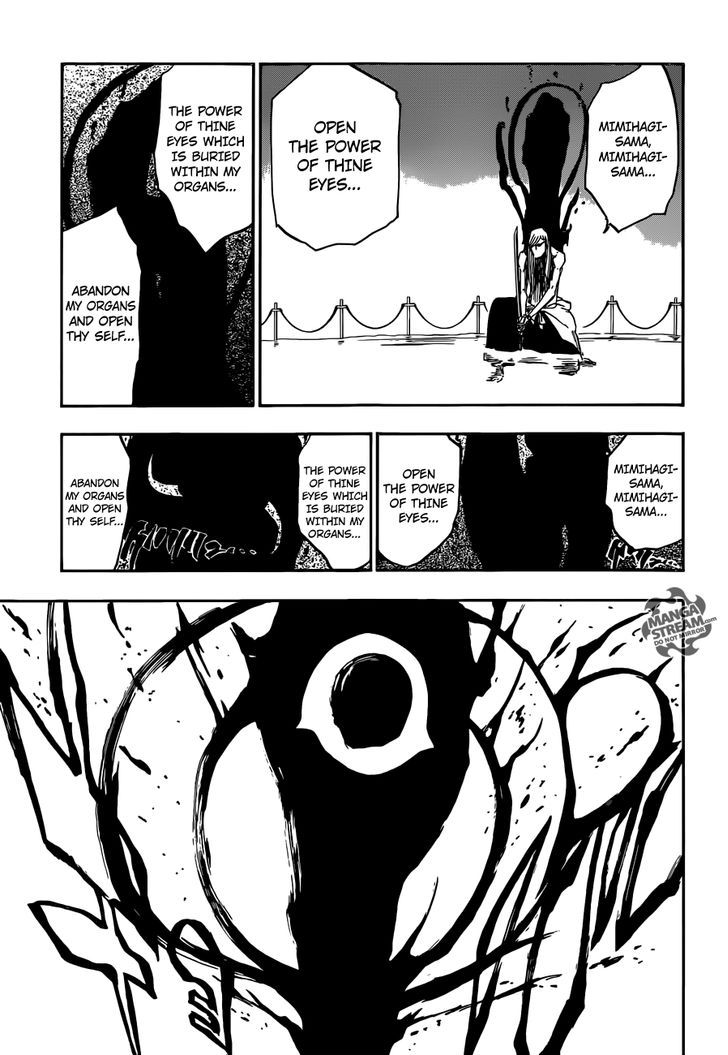 MIMIHAGI-
SAMA,
MIMIHAGI-
SAMA...
OPEN
THE POWER
OF THINE
EYES...
THE POWER
OF THINE
EYES WHICH
IS BURIED
WITHIN
MY ORGANS...
ABANDON
MY ORGANS
AND OPEN
THY SELF...
MIMIHAGI-
SAMA,
MIMIHAGI-
SAMA...
OPEN
THE POWER
OF THINE
EYES...
THE POWER
OF THINE
EYES WHICH
IS BURIED
WITHIN MY
ORGANS...
ABANDON
MY ORGANS
AND OPEN
THY SELF...
MANGA
STREAM.com
DO NOT MIRROR